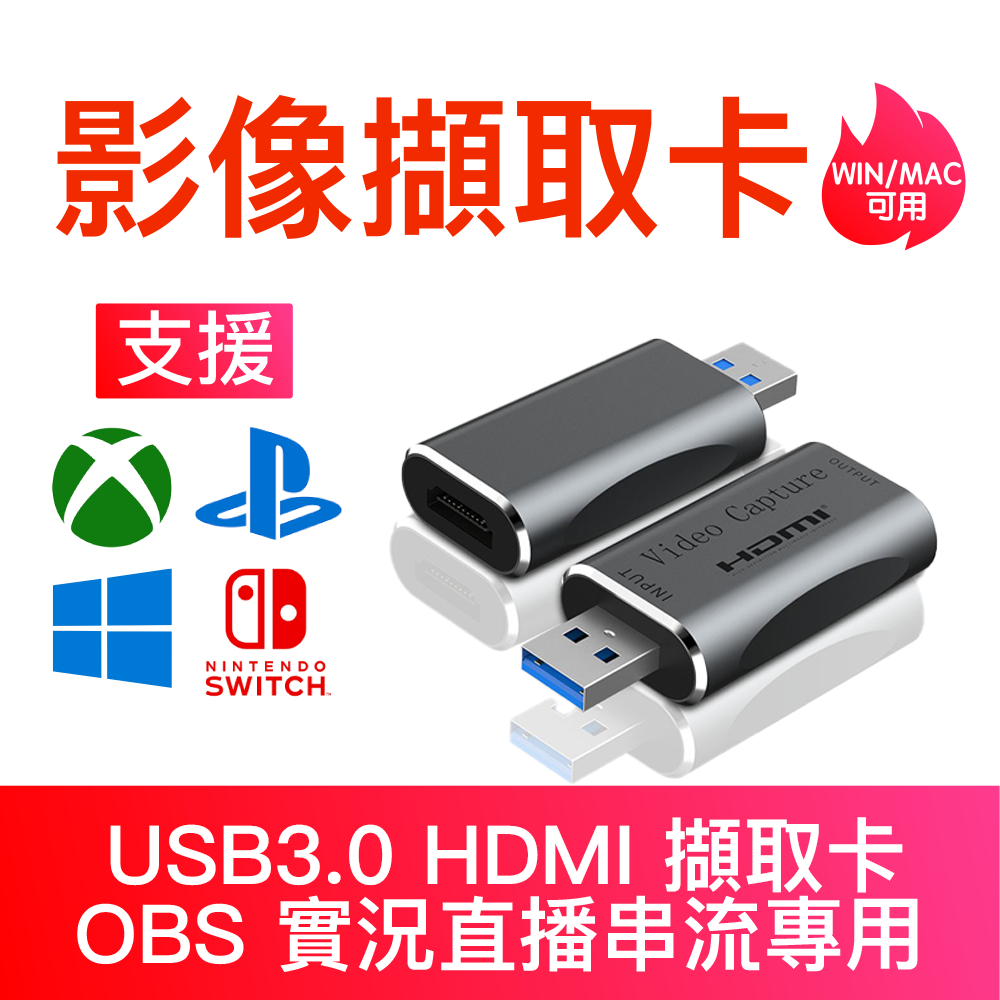 影像擷取卡
WIN/MAC
可用
支援
NINTENDO
SWITCH
INPUT
Video Capture
HDMI
OUTPUT
USB3.0 HDMI 擷取卡
OBS 實況直播串流專用